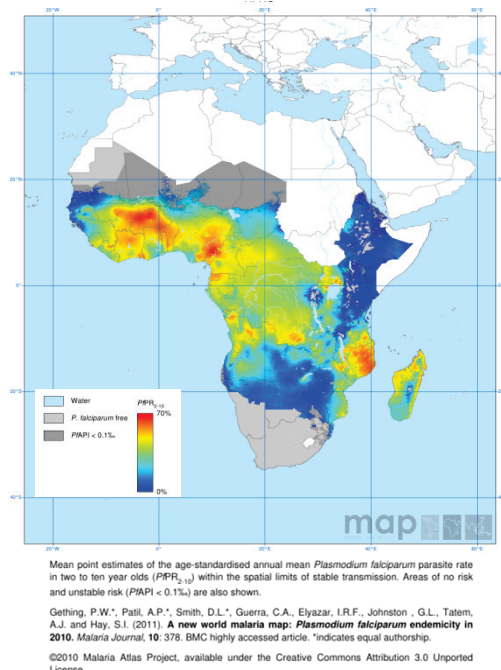 20°W 0° 20°E 40°E 60°E
40°N 40°N
20°N 20°N
0° 0°
20°S 20°S
Water
P. falciparum free
PfAPI < 0.1‰
PfPR2-10
70%
0%
40°S 40°S
map
Mean point estimates of the age-standardised annual mean Plasmodium falciparum parasite rate
in two to ten year olds (PfPR2-10) within the spatial limits of stable transmission. Areas of no risk
and unstable risk (PfAPI < 0.1‰) are also shown.
Gething, P.W.*, Patil, A.P.*, Smith, D.L.*, Guerra, C.A., Elyazar, I.R.F., Johnston , G.L., Tatem,
A.J. and Hay, S.I. (2011). A new world malaria map: Plasmodium falciparum endemicity in
2010. Malaria Journal, 10: 378. BMC highly accessed article. *indicates equal authorship.
©2010 Malaria Atlas Project, available under the Creative Commons Attribution 3.0 Unported
License